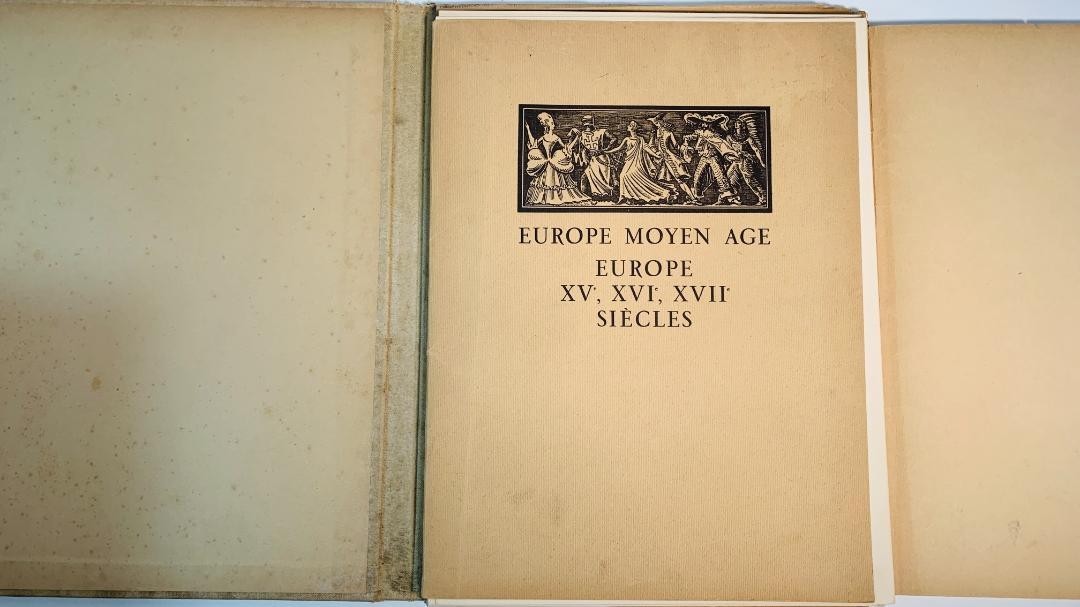 EUROPE MOYEN AGE
EUROPE
XVᵉ, XVIᵉ, XVIIᵉ
SIÈCLES